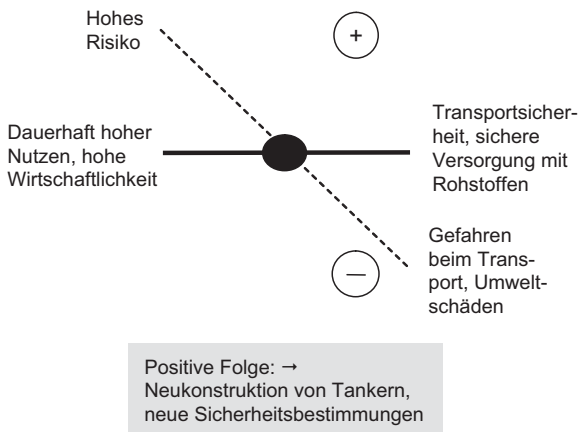 Hohes
Risiko
+
Dauerhaft hoher
Nutzen, hohe
Wirtschaftlichkeit
Transportsicher-
heit, sichere
Versorgung mit
Rohstoffen
Gefahren
beim Trans-
port, Umwelt-
schäden
—
Positive Folge: →
Neukonstruktion von Tankern,
neue Sicherheitsbestimmungen